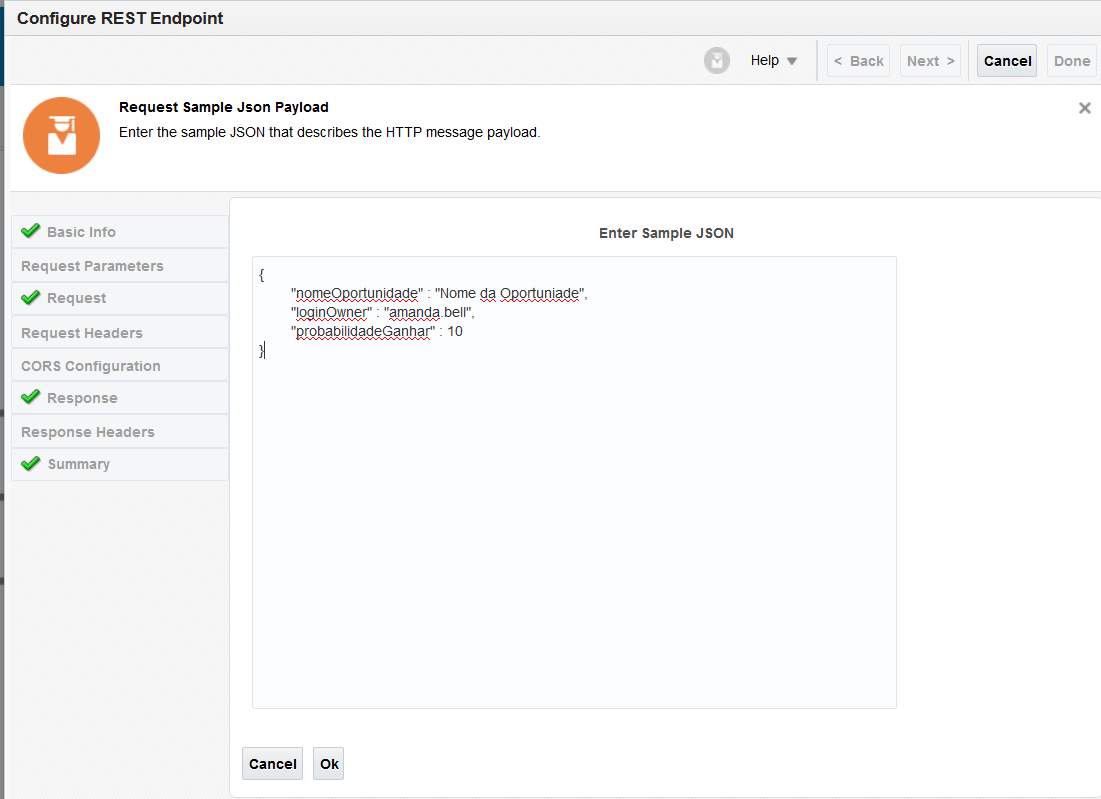 Configure REST Endpoint
Help
< Back
Next >
Cancel
Done
Request Sample Json Payload
Enter the sample JSON that describes the HTTP message payload.
Basic Info
Request Parameters
Request
Request Headers
CORS Configuration
Response
Response Headers
Summary
Enter Sample JSON
{
"nomeOportunidade" : "Nome da Oportuniade",
"loginOwner" : "amanda.bell",
"probabilidadeGanhar" : 10
}
Cancel
Ok